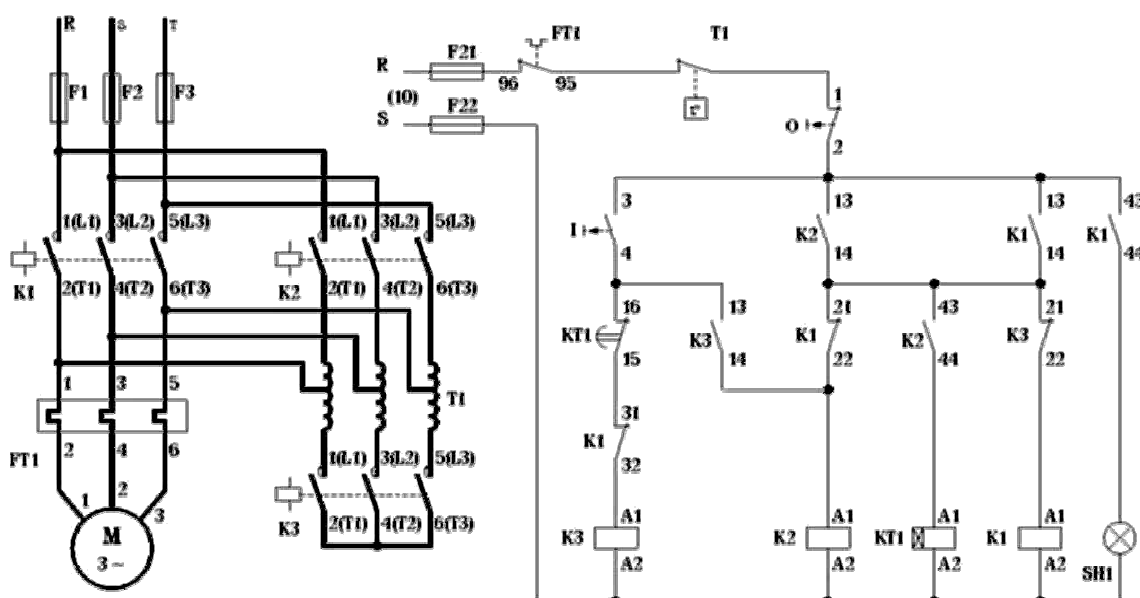 R S T
F1 F2 F3
1(L1) 3(L2) 5(L3)
K1
2(T1) 4(T2) 6(T3)
1(L1) 3(L2) 5(L3)
K2
2(T1) 4(T2) 6(T3)
T1
1 3 5
FT1
2 4 6
1 2 3
M
3 ~
1(L1) 3(L2) 5(L3)
K3
2(T1) 4(T2) 6(T3)
R F21 FT1 T1
96 95
(10)
S F22
τ°
1
O
2
3 13 13 43
I K2 K1 K1
4 14 14 44
16 13 21 43 21
KT1 K3 K1 K2 K3
15 14 22 44 22
31
K1
32
A1 A1 A1 A1
K3 K2 KT1 K1
A2 A2 A2 A2
SH1